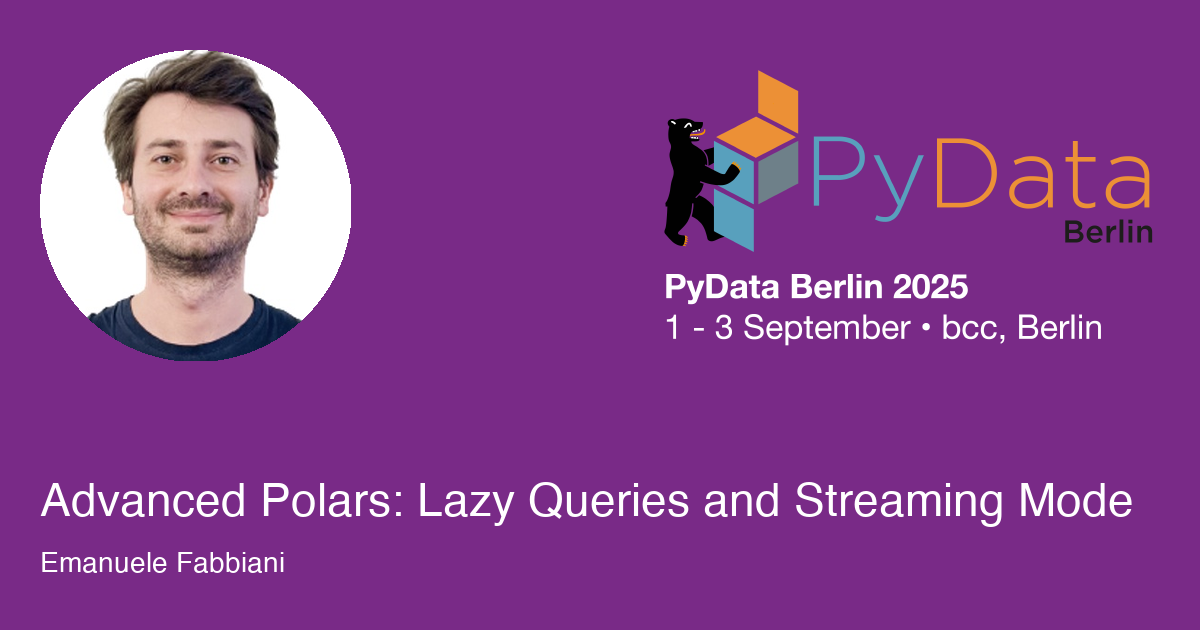 PyData
Berlin
PyData Berlin 2025
1 - 3 September • bcc, Berlin
Advanced Polars: Lazy Queries and Streaming Mode
Emanuele Fabbiani